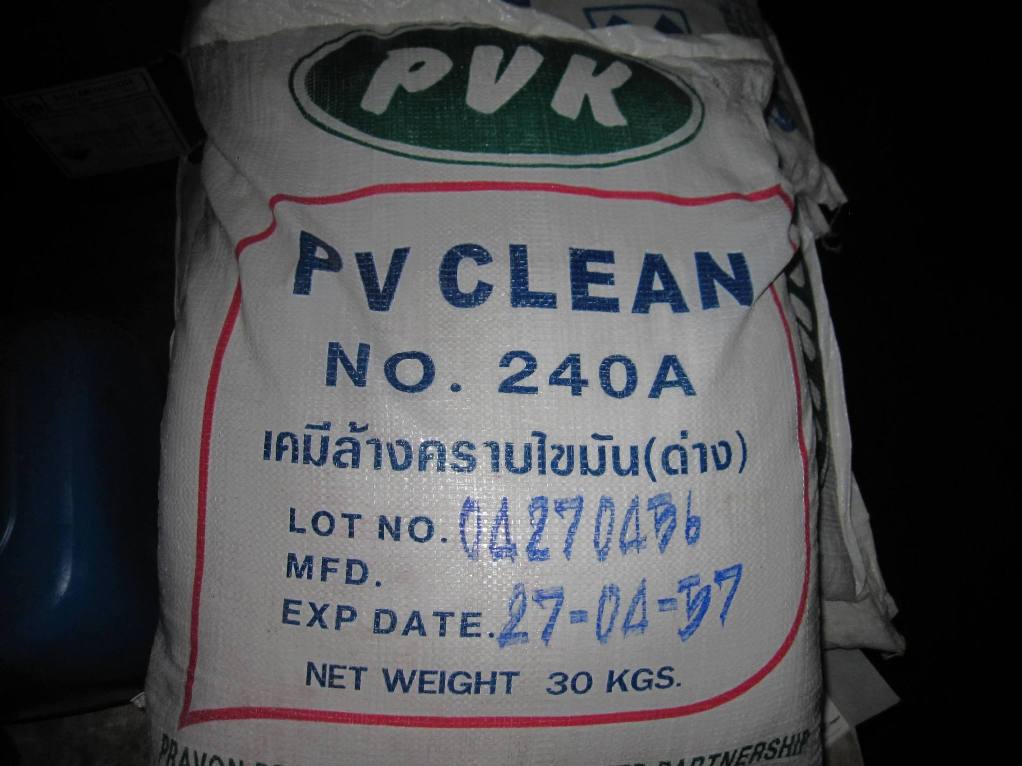 PVK
PV CLEAN
NO. 240A
เคมีล้างคราบไขมัน(ด่าง)
LOT NO. 04270456
MFD.
EXP DATE. 27-04-57
NET WEIGHT 30 KGS.
PARTNERSHIP